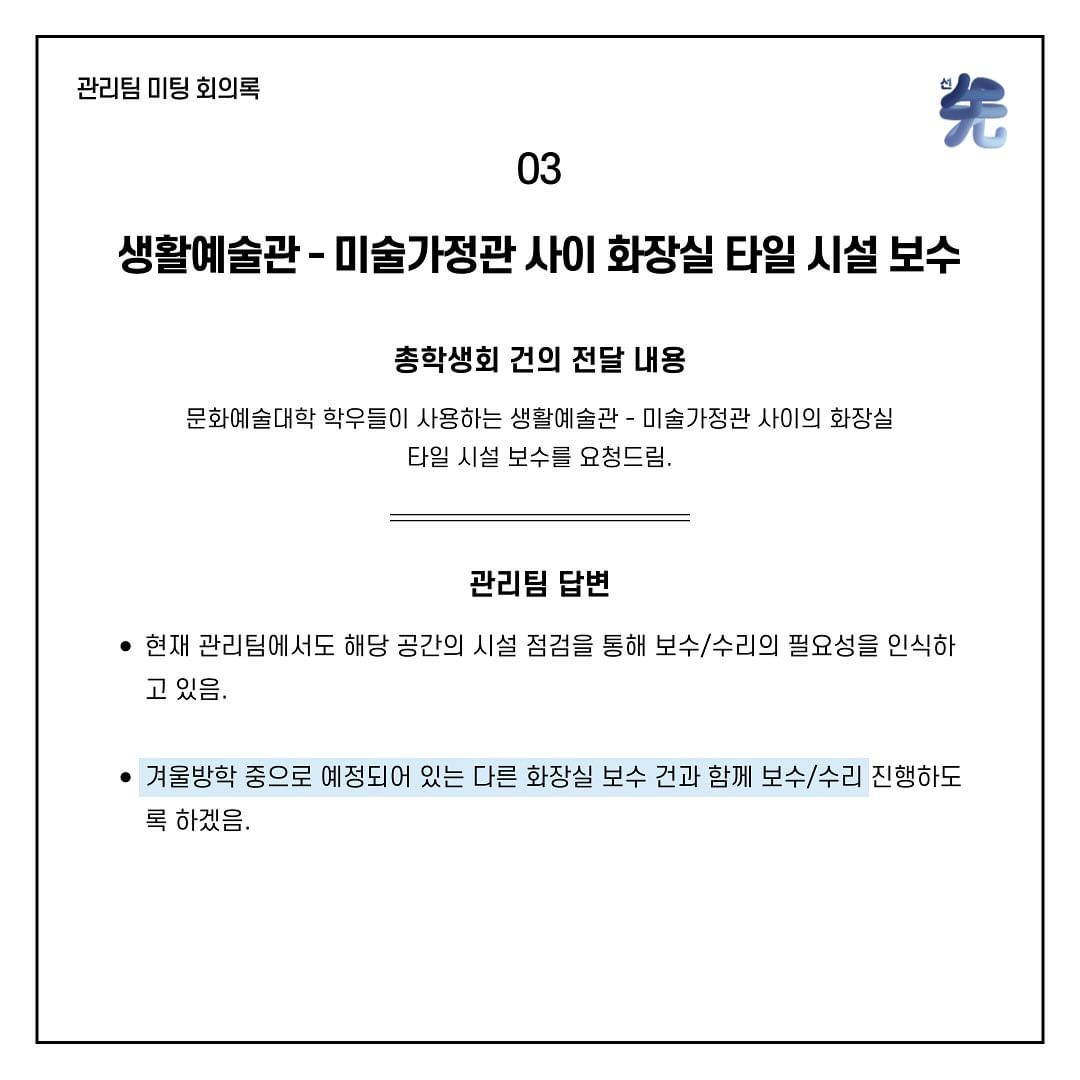 관리팀 미팅 회의록
선
先
03
생활예술관 - 미술가정관 사이 화장실 타일 시설 보수
총학생회 건의 전달 내용
문화예술대학 학우들이 사용하는 생활예술관 - 미술가정관 사이의 화장실
타일 시설 보수를 요청드림.
관리팀 답변
● 현재 관리팀에서도 해당 공간의 시설 점검을 통해 보수/수리의 필요성을 인식하
고 있음.
● 겨울방학 중으로 예정되어 있는 다른 화장실 보수 건과 함께 보수/수리 진행하도
록 하겠음.